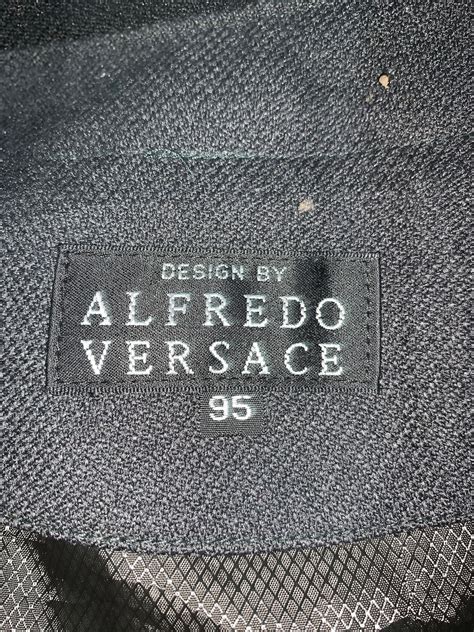 DESIGN BY
ALFREDO
VERSACE
95